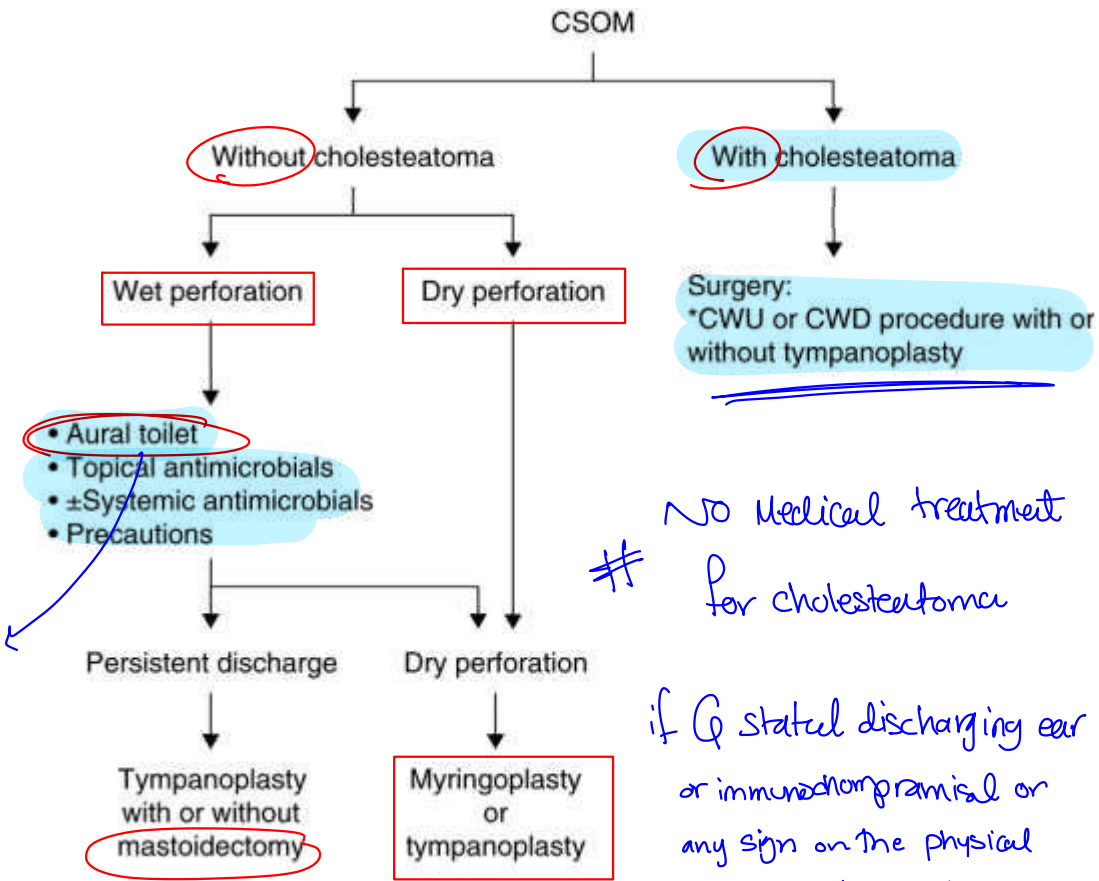 CSOM
Without cholesteatoma
With cholesteatoma
Wet perforation
Dry perforation
Surgery:
*CWU or CWD procedure with or
without tympanoplasty
• Aural toilet
• Topical antimicrobials
• ±Systemic antimicrobials
• Precautions
# No Medical treatment
for cholesteatoma
Persistent discharge
Dry perforation
Tympanoplasty
with or without
mastoidectomy
Myringoplasty
or
tympanoplasty
if Q stated discharging ear
or immunochompramisd or
any sign on the physical